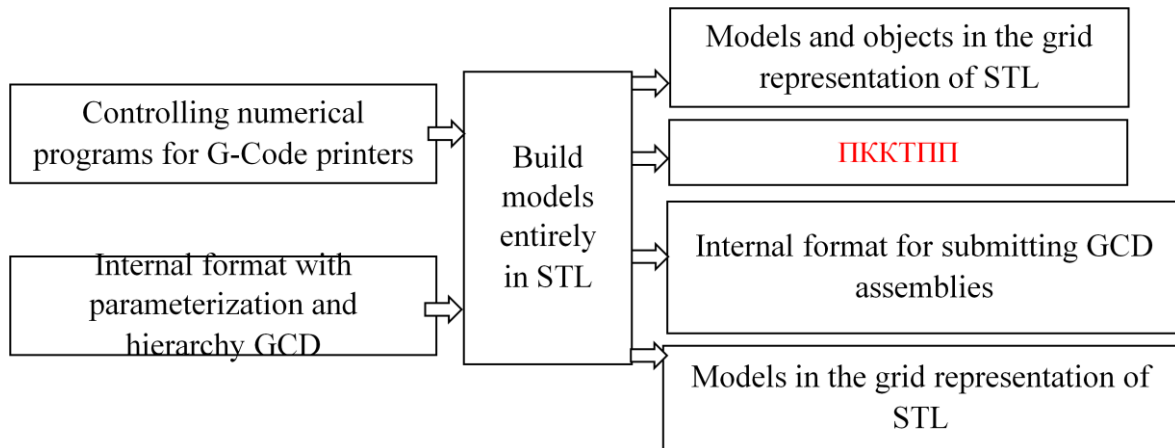 Controlling numerical
programs for G-Code printers
Internal format with
parameterization and
hierarchy GCD
Build
models
entirely
in STL
Models and objects in the grid
representation of STL
ПККТПП
Internal format for submitting GCD
assemblies
Models in the grid representation of
STL